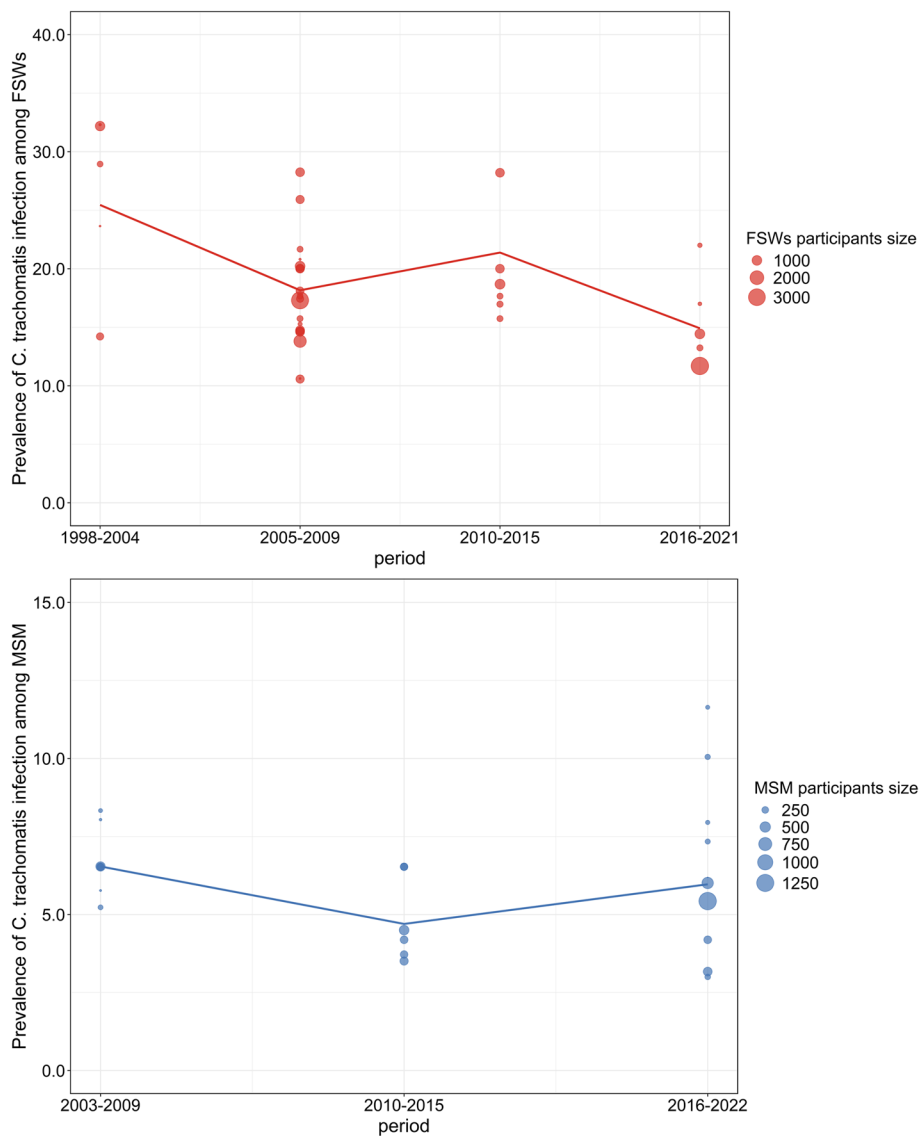 Prevalence of C. trachomatis infection among FSWs
40.0
30.0
20.0
10.0
0.0
1998-2004 2005-2009 2010-2015 2016-2021
period
FSWs participants size
1000
2000
3000
Prevalence of C. trachomatis infection among MSM
15.0
10.0
5.0
0.0
2003-2009 2010-2015 2016-2022
period
MSM participants size
250
500
750
1000
1250